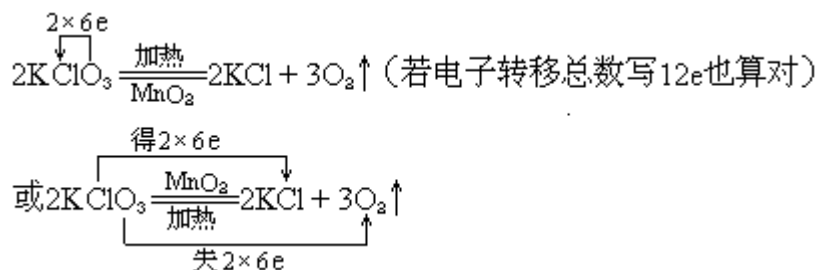 2×6e
2KClO₃ 加热 MnO₂ 2KCl + 3O₂↑（若电子转移总数写12e也算对）
得2×6e
或2KClO₃ MnO₂ 加热 2KCl + 3O₂↑
失2×6e